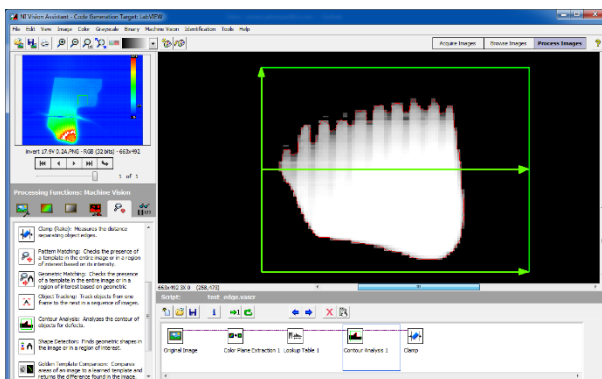 NI Vision Assistant - Code Generation Target: LabVIEW
File Edit View Image Color Grayscale Binary Machine Vision Identification Tools Help
Acquire Images Browse Images Process Images
invert 17.9V 0.2A.PNG - RGB (32 bits) - 663x492
1 of 1
Processing Functions: Machine Vision
Clamp (Rake): Measures the distance
separating object edges.
Pattern Matching: Checks the presence
of a template in the entire image or in a
region of interest based on its intensity.
Geometric Matching: Checks the presence
of a template in the entire image or in a
region of interest based on its geometry.
Object Tracking: Track objects from one
frame to the next in a sequence of images.
Contour Analysis: Analyzes the contour of
objects for defects.
Shape Detection: Finds geometric shapes in
the image or in a region of interest.
Golden Template Comparison: Compares
areas of an image to a learned template and
returns the difference found in the image.
663x492 3X 0 (258,473)
Script: test_edge.vascr
Original Image Color Plane Extraction 1 Lookup Table 1 Contour Analysis 1 Clamp